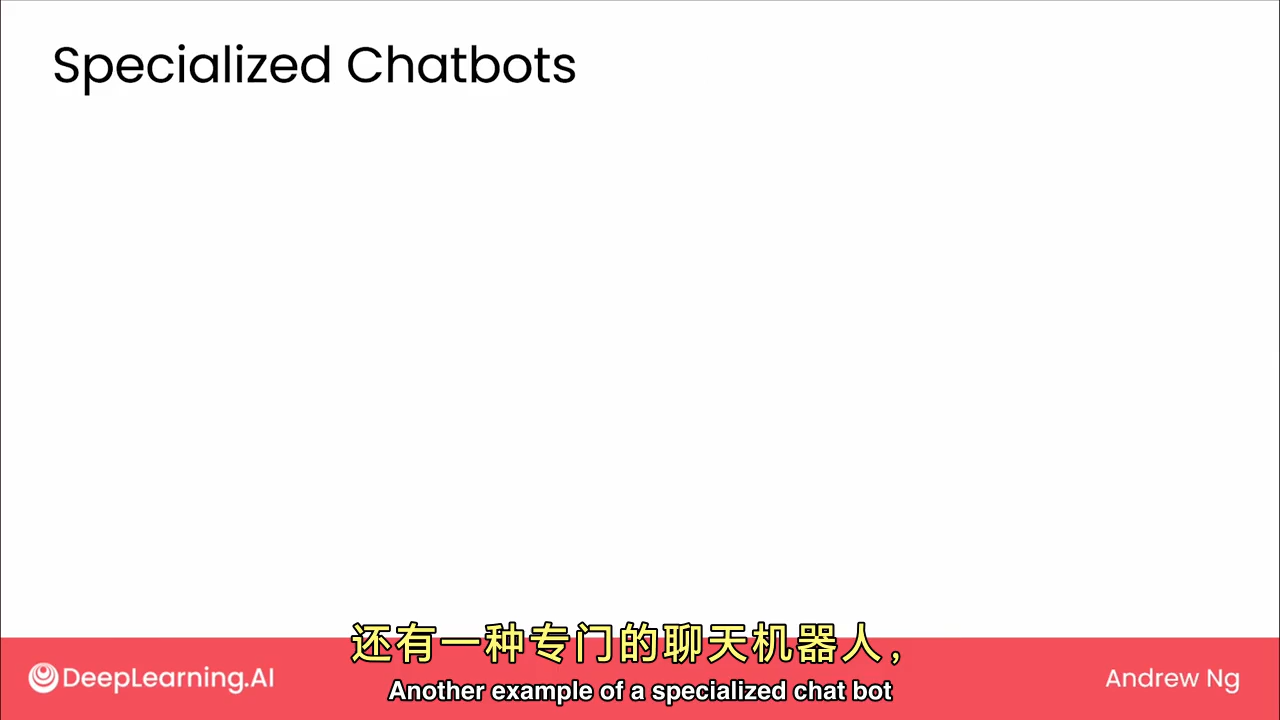 Specialized Chatbots
还有一种专门的聊天机器人，
DeepLearning.AI
Another example of a specialized chat bot
Andrew Ng